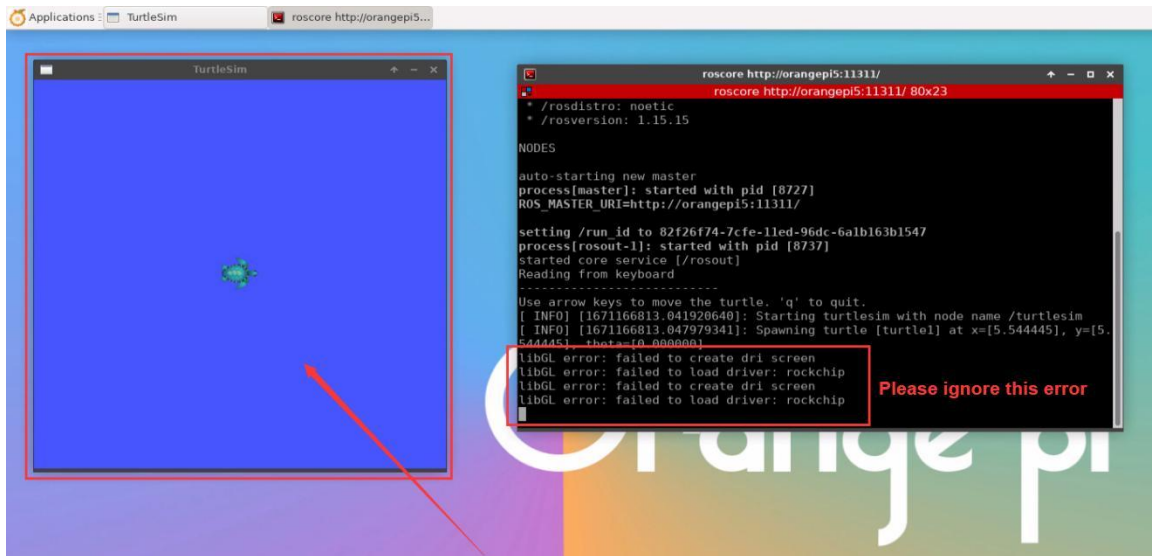 Applications
TurtleSim
roscore http://orangepi5...
TurtleSim
roscore http://orangepi5:11311/
roscore http://orangepi5:11311/ 80x23
* /rosdistro: noetic
* /rosversion: 1.15.15
NODES
auto-starting new master
process[master]: started with pid [8727]
ROS_MASTER_URI=http://orangepi5:11311/
setting /run_id to 82f26f74-7cfe-11ed-96dc-6a1b163b1547
process[rosout-1]: started with pid [8737]
started core service [/rosout]
Reading from keyboard
---------------------------
Use arrow keys to move the turtle. 'q' to quit.
[ INFO] [1671166813.041920640]: Starting turtlesim with node name /turtlesim
[ INFO] [1671166813.047979341]: Spawning turtle [turtle1] at x=[5.544445], y=[5.
544445], theta=[0.000000]
libGL error: failed to create dri screen
libGL error: failed to load driver: rockchip
libGL error: failed to create dri screen
libGL error: failed to load driver: rockchip
Please ignore this error
Orange pi